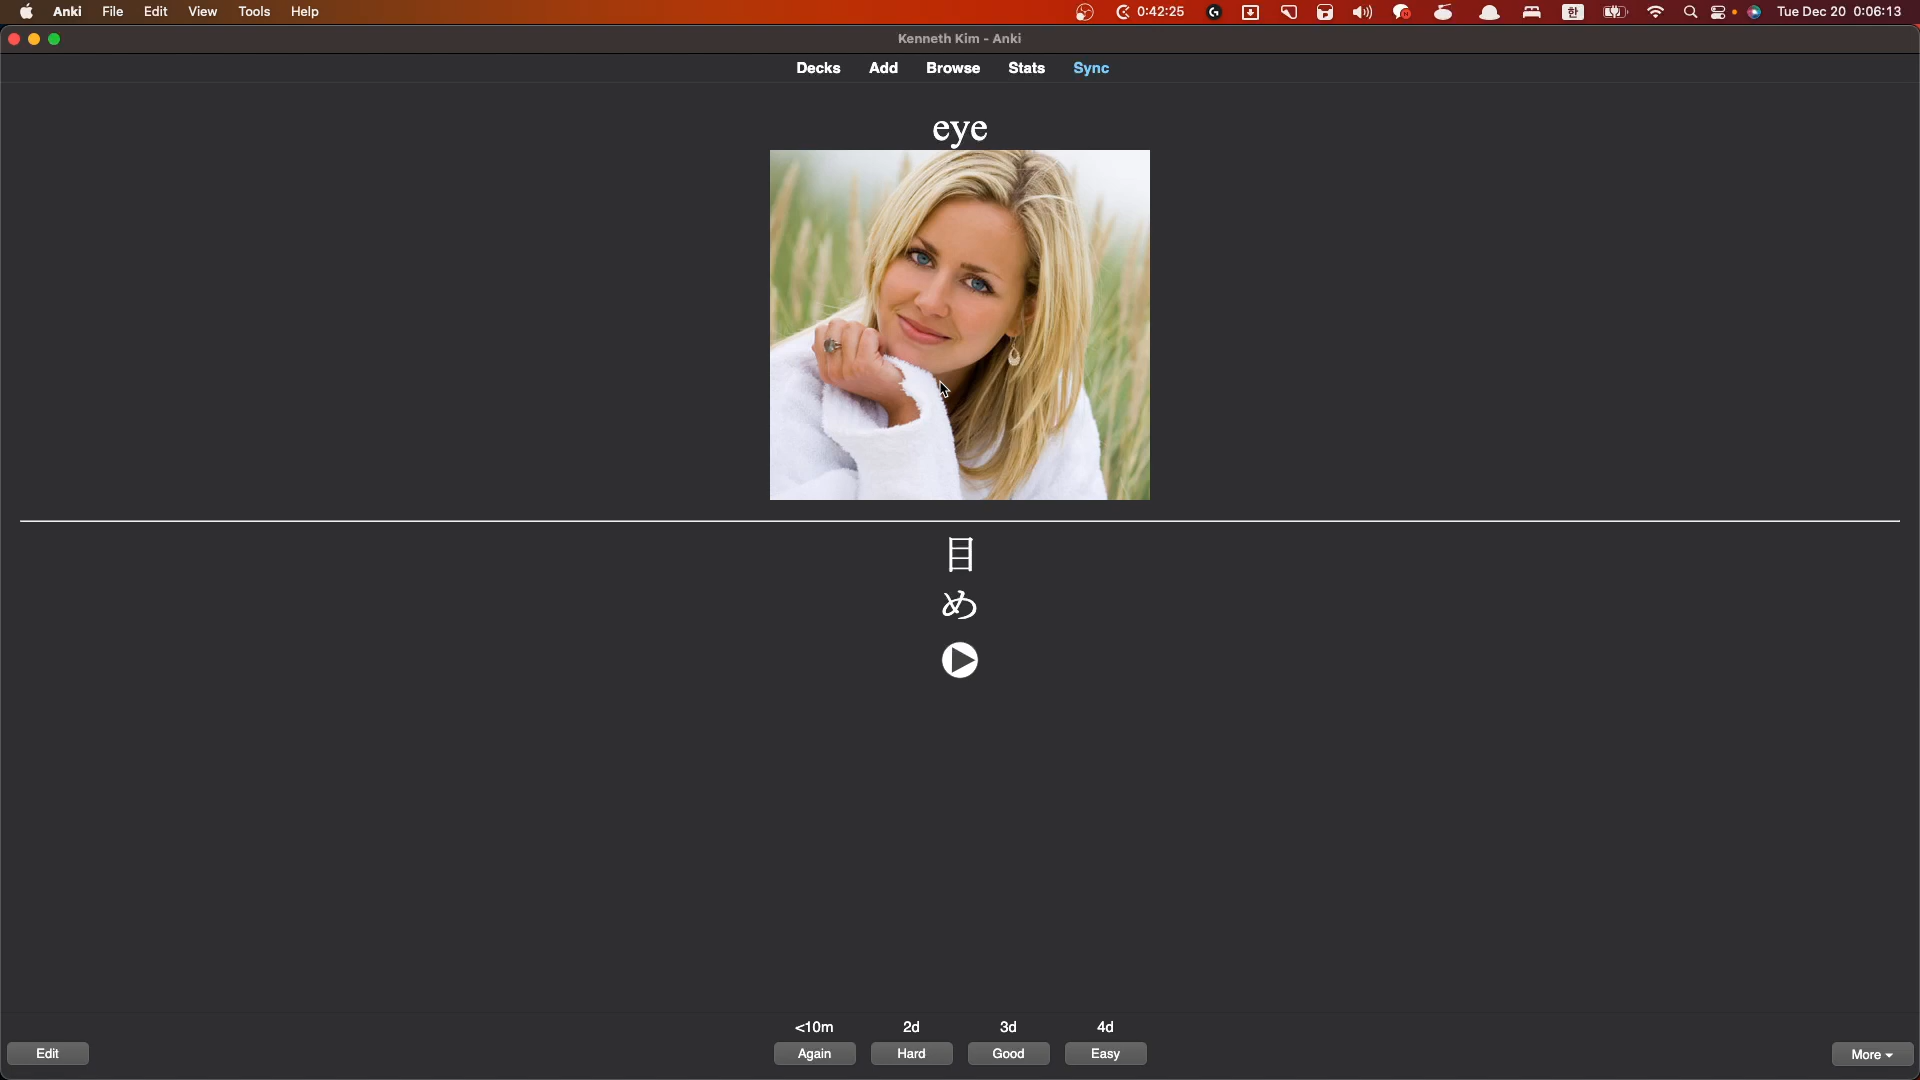 Anki File Edit View Tools Help 0:42:25 한 Tue Dec 20 0:06:13
Kenneth Kim - Anki
Decks Add Browse Stats Sync
eye
目
め
<10m 2d 3d 4d
Edit Again Hard Good Easy More